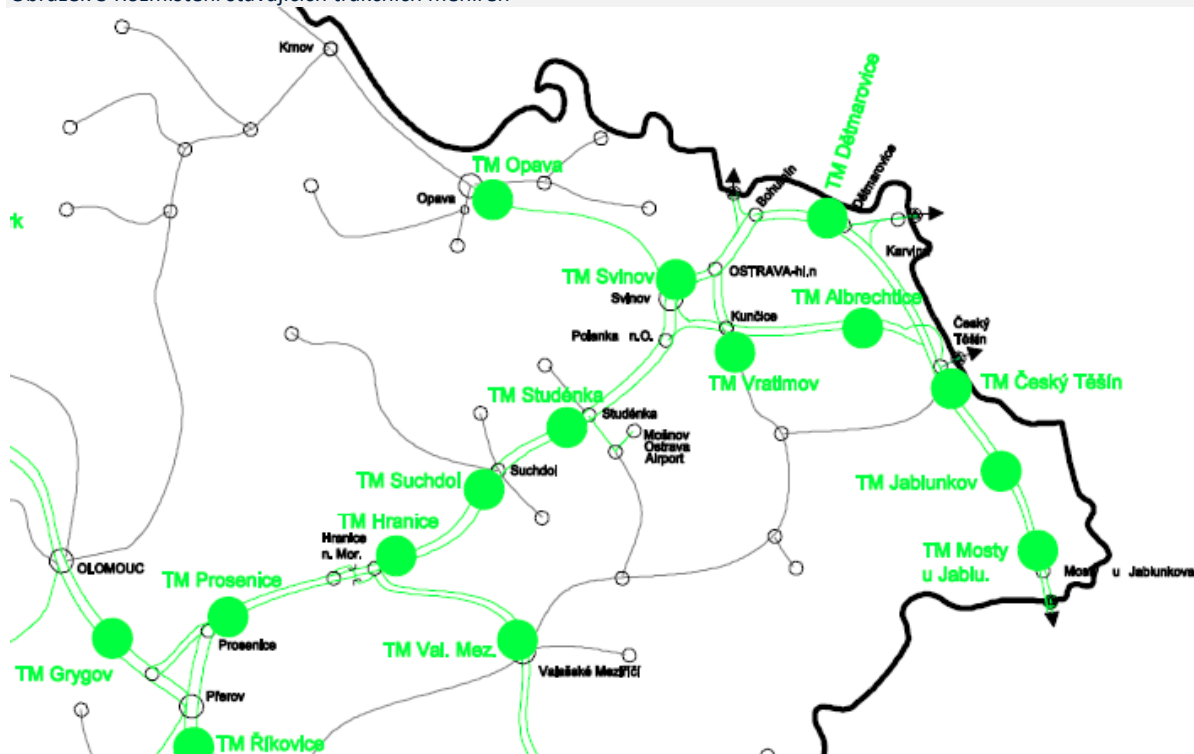 Krnov
TM Opava
Opava
TM Dětmarovice
Dětmarovice
Bohumín
Karviná
TM Svinov
Svinov
OSTRAVA-hl.n
TM Albrechtice
Kunčice
Polanka n.O.
Český
Těšín
TM Vratimov
TM Český Těšín
TM Studénka
Studénka
Mošnov
Ostrava
Airport
Suchdol
TM Suchdol
TM Jablunkov
TM Hranice
Hranice
n. Mor.
TM Mosty
u Jablu.
Mosty u Jablunkova
OLOMOUC
TM Prosenice
Prosenice
TM Grygov
TM Val. Mez.
Valašské Meziříčí
Přerov
TM Říkovice